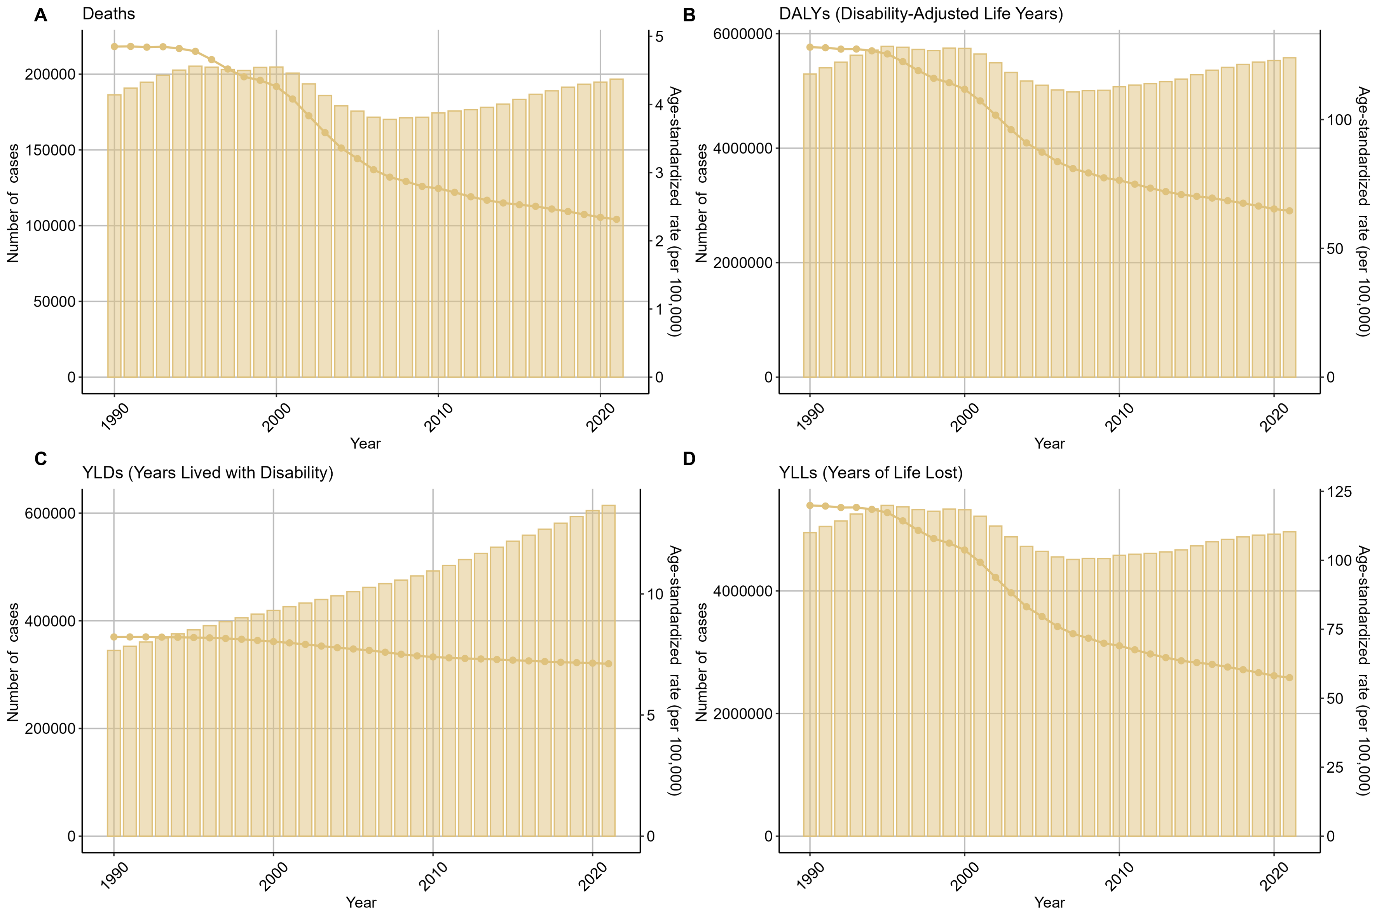 A
Deaths
Number of cases
200000
150000
100000
50000
0
5
4
3
2
1
0
Age-standardized rate (per 100,000)
1990
2000
2010
2020
Year
B
DALYs (Disability-Adjusted Life Years)
Number of cases
6000000
4000000
2000000
0
100
50
0
Age-standardized rate (per 100,000)
1990
2000
2010
2020
Year
C
YLDs (Years Lived with Disability)
Number of cases
600000
400000
200000
0
10
5
0
Age-standardized rate (per 100,000)
1990
2000
2010
2020
Year
D
YLLs (Years of Life Lost)
Number of cases
4000000
2000000
0
125
100
75
50
25
0
Age-standardized rate (per 100,000)
1990
2000
2010
2020
Year